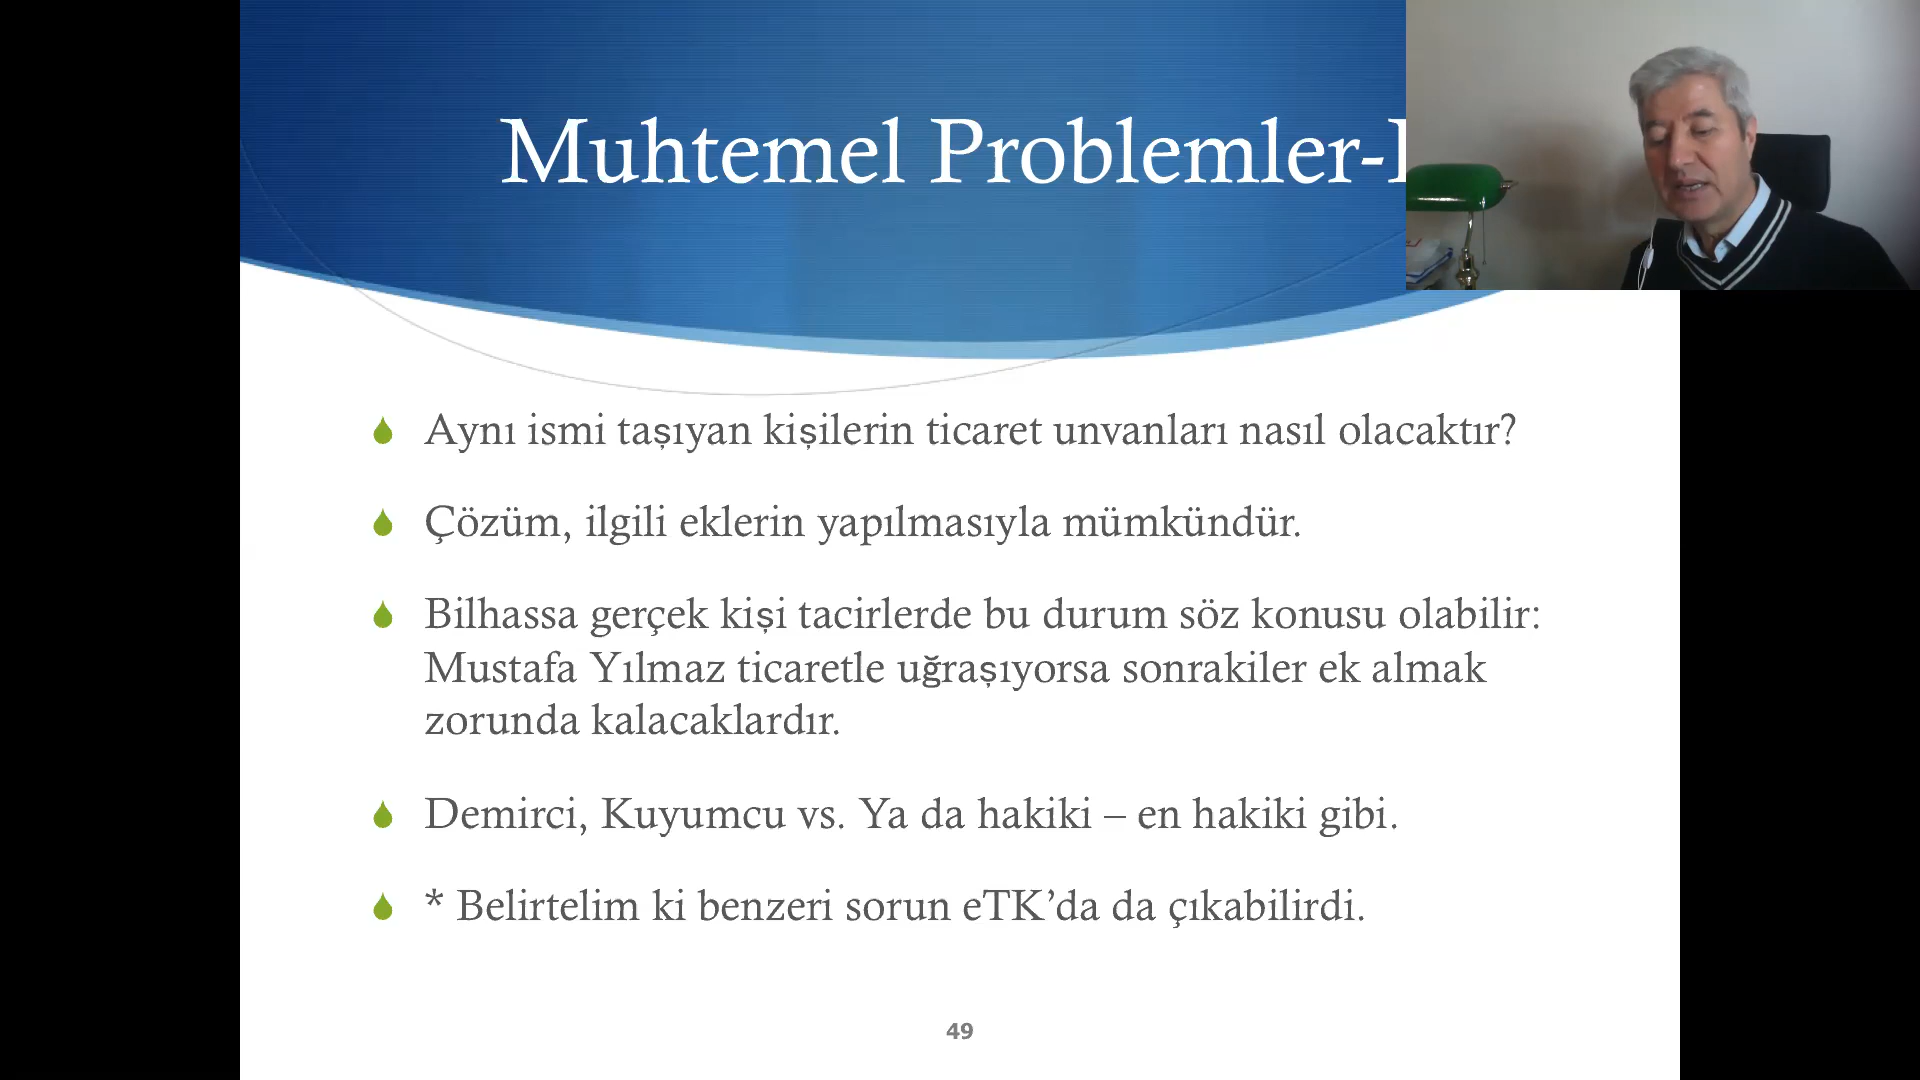 Muhtemel Problemler-
Aynı ismi taşıyan kişilerin ticaret unvanları nasıl olacaktır?
Çözüm, ilgili eklerin yapılmasıyla mümkündür.
Bilhassa gerçek kişi tacirlerde bu durum söz konusu olabilir:
Mustafa Yılmaz ticaretle uğraşıyorsa sonrakiler ek almak
zorunda kalacaklardır.
Demirci, Kuyumcu vs. Ya da hakiki – en hakiki gibi.
* Belirtelim ki benzeri sorun eTK’da da çıkabilirdi.
49